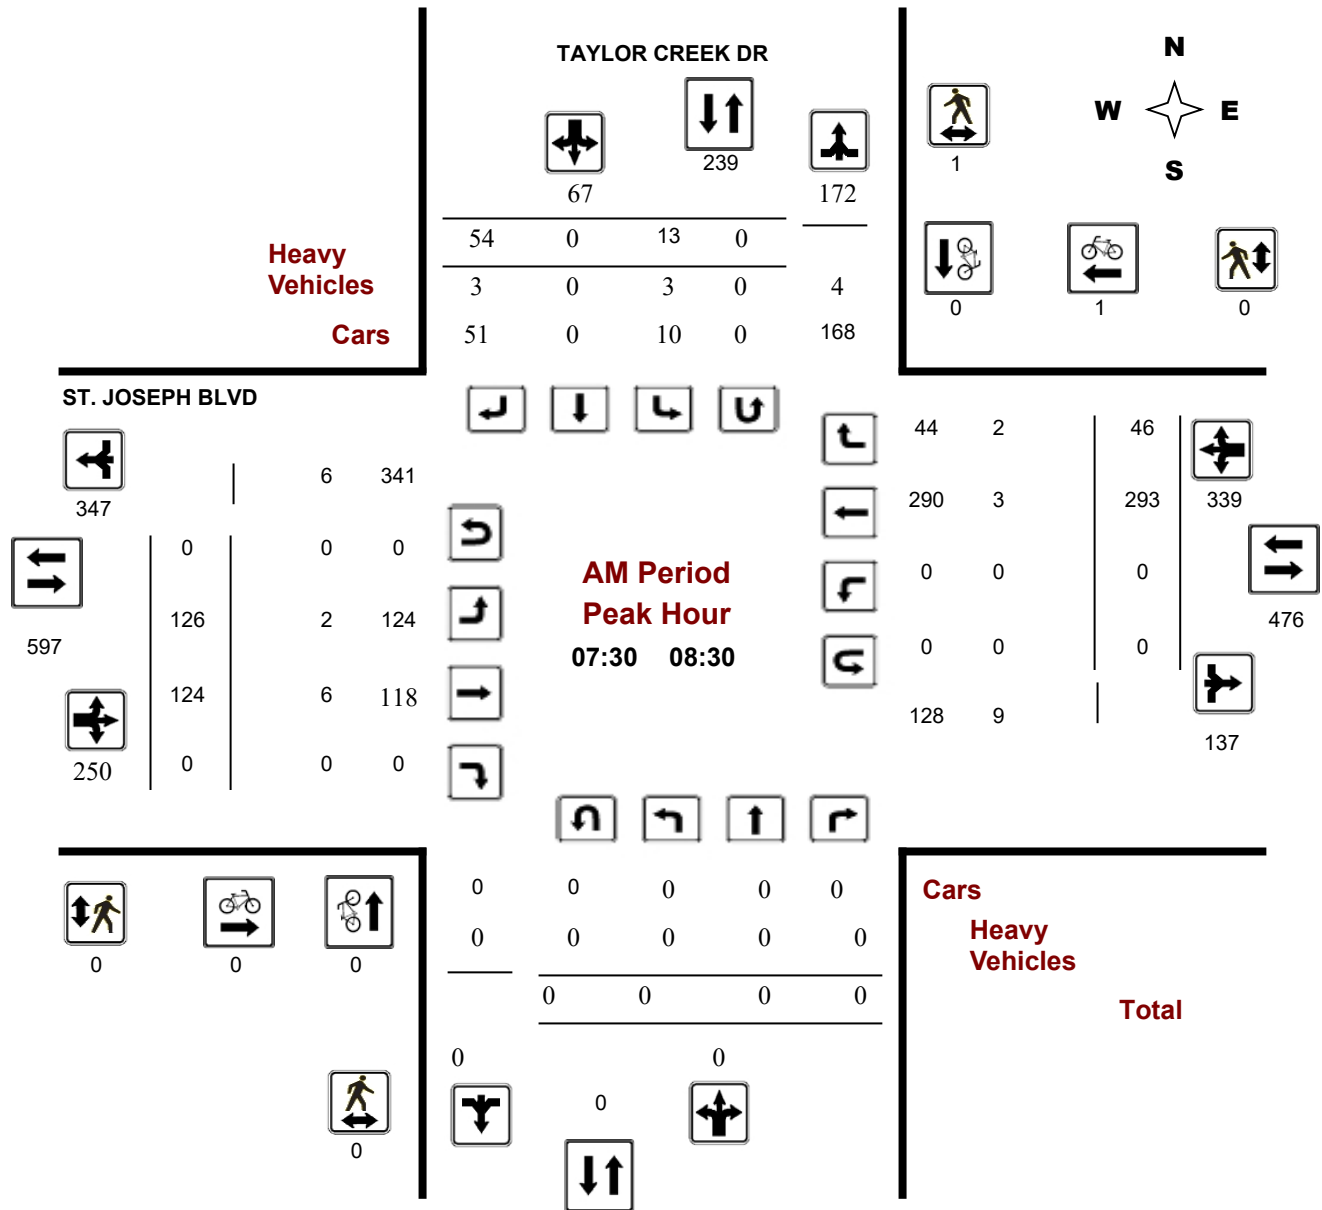 TAYLOR CREEK DR
N
W E
S
239
1
67 172
54 0 13 0
Heavy
Vehicles
3 0 3 0 4
0 1 0
Cars
51 0 10 0 168
ST. JOSEPH BLVD
44 2 46
6 341
347
290 3 293 339
0 0 0
AM Period
0 0 0
Peak Hour
126 2 124
597
476
07:30 08:30
0 0 0
124 6 118
128 9
137
250
0 0 0
0 0 0 0 0
Cars
0 0 0 0 0
Heavy
Vehicles
0 0 0
0 0 0 0
Total
0 0
0
0